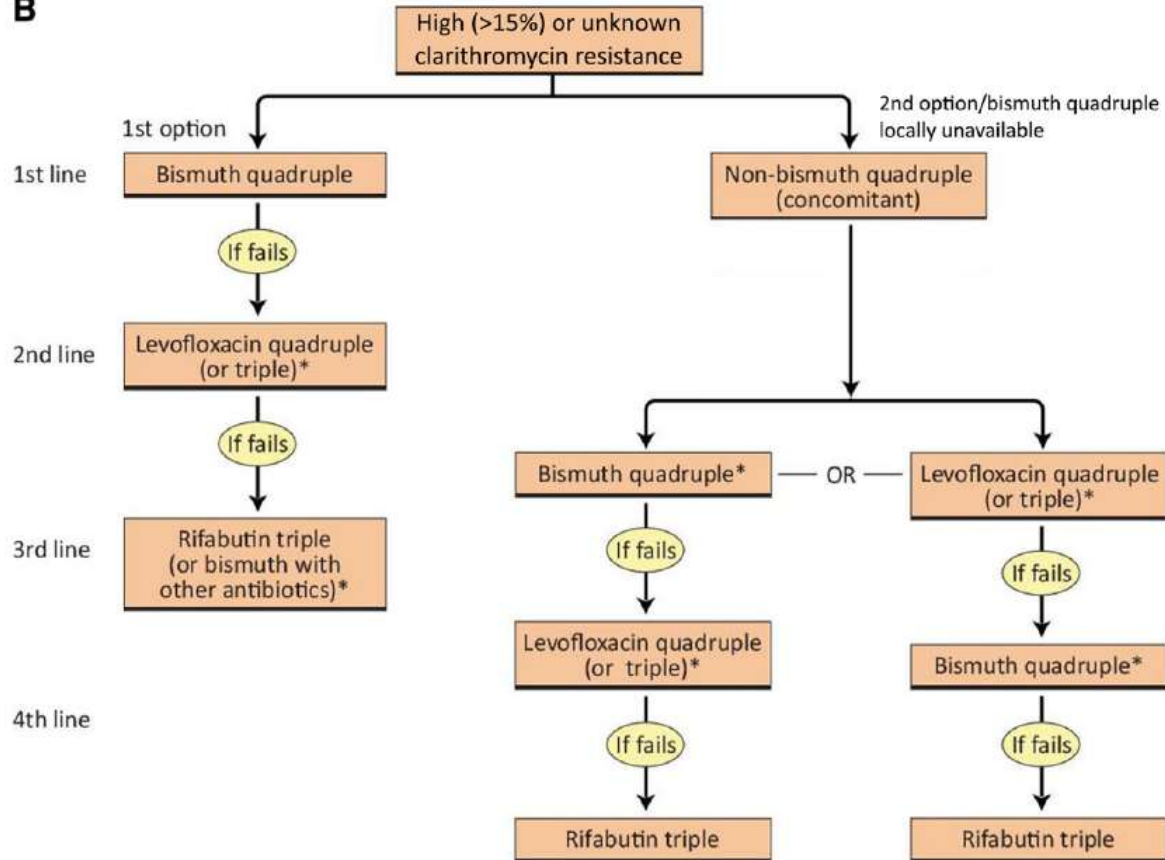 B
High (>15%) or unknown
clarithromycin resistance
1st option
2nd option/bismuth quadruple
locally unavailable
1st line
Bismuth quadruple
Non-bismuth quadruple
(concomitant)
If fails
2nd line
Levofloxacin quadruple
(or triple)*
If fails
Bismuth quadruple*
OR
Levofloxacin quadruple
(or triple)*
3rd line
Rifabutin triple
(or bismuth with
other antibiotics)*
If fails
If fails
Levofloxacin quadruple
(or triple)*
Bismuth quadruple*
4th line
If fails
If fails
Rifabutin triple
Rifabutin triple